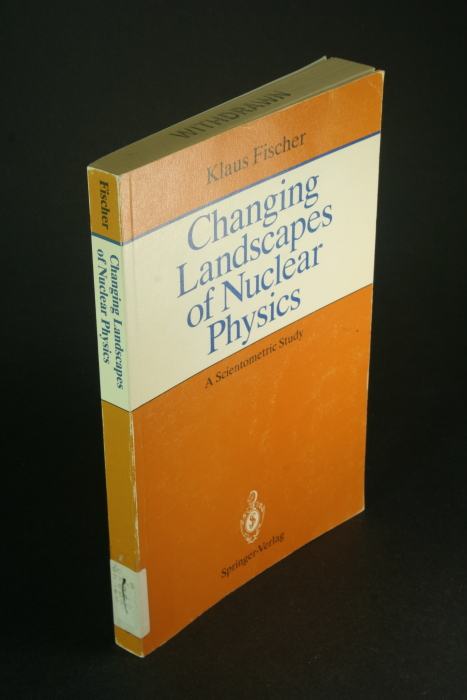 WITHDRAWN
Klaus Fischer
Changing
Landscapes
of Nuclear
Physics
A Scientometric Study
Springer-Verlag
Fischer
Changing Landscapes
of Nuclear Physics